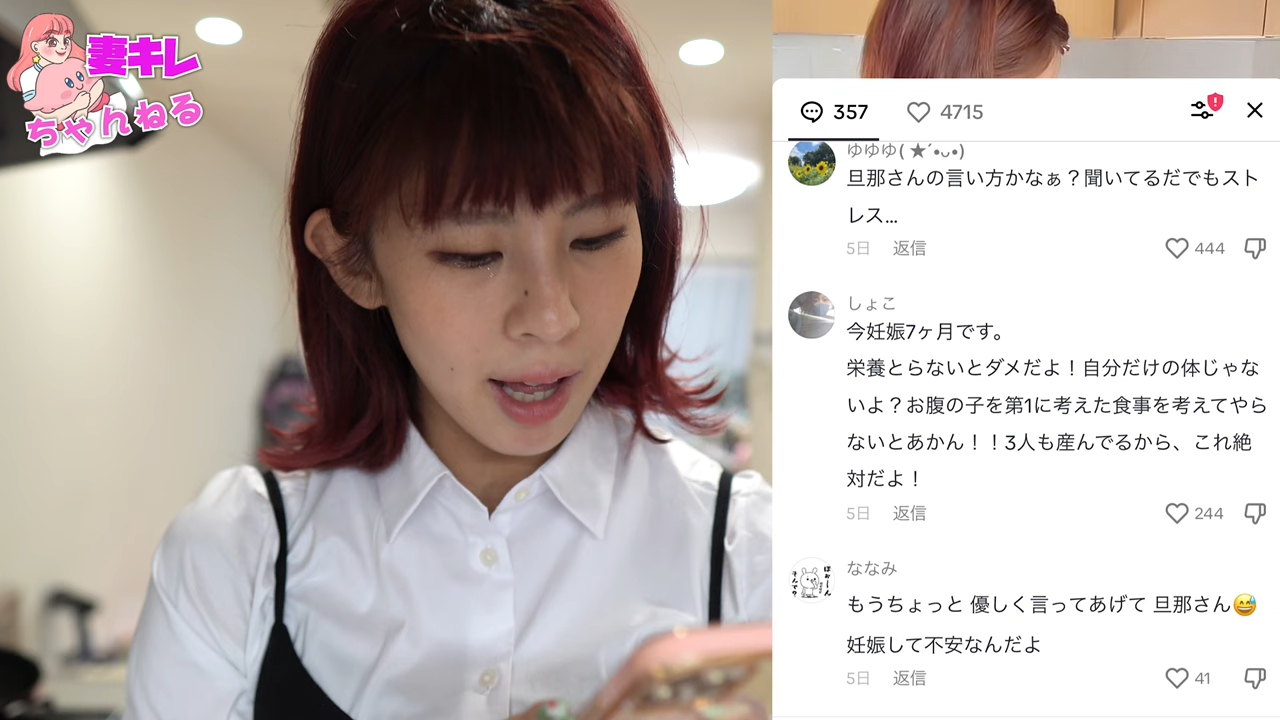 妻キレ
ちゃんねる
357
4715
ゆゆゆ( ★´•ᴗ•)
旦那さんの言い方かなぁ？聞いてるだでもスト
レス…
5日 返信 444
しょこ
今妊娠7ヶ月です。
栄養とらないとダメだよ！自分だけの体じゃな
いよ？お腹の子を第1に考えた食事を考えてやら
ないとあかん！！3人も産んでるから、これ絶
対だよ！
5日 返信 244
ななみ
もうちょっと 優しく言ってあげて 旦那さん😅
妊娠して不安なんだよ
5日 返信 41